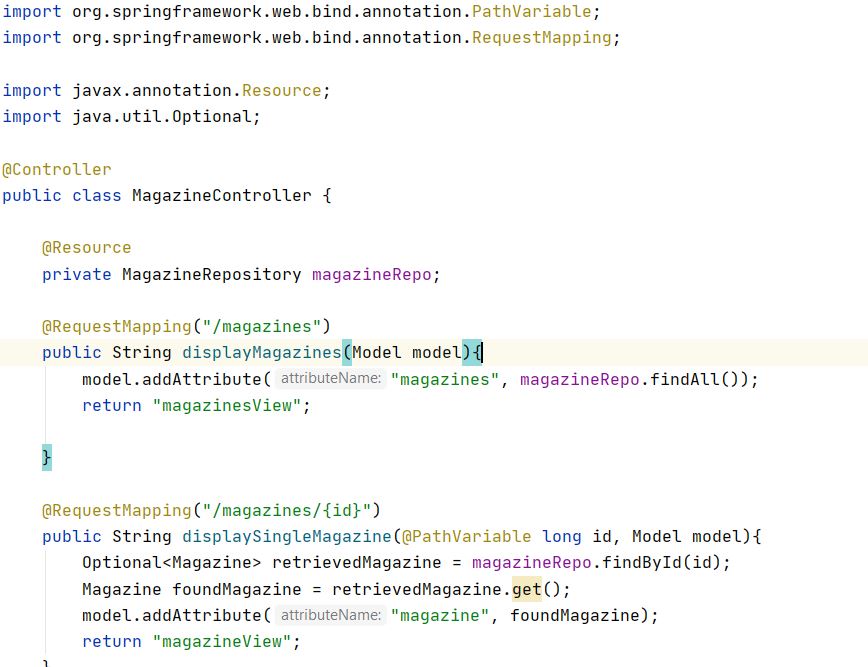 import org.springframework.web.bind.annotation.PathVariable;
import org.springframework.web.bind.annotation.RequestMapping;

import javax.annotation.Resource;
import java.util.Optional;

@Controller
public class MagazineController {

    @Resource
    private MagazineRepository magazineRepo;

    @RequestMapping("/magazines")
    public String displayMagazines(Model model){
        model.addAttribute( attributeName: "magazines", magazineRepo.findAll());
        return "magazinesView";

    }

    @RequestMapping("/magazines/{id}")
    public String displaySingleMagazine(@PathVariable long id, Model model){
        Optional<Magazine> retrievedMagazine = magazineRepo.findById(id);
        Magazine foundMagazine = retrievedMagazine.get();
        model.addAttribute( attributeName: "magazine", foundMagazine);
        return "magazineView";
    }